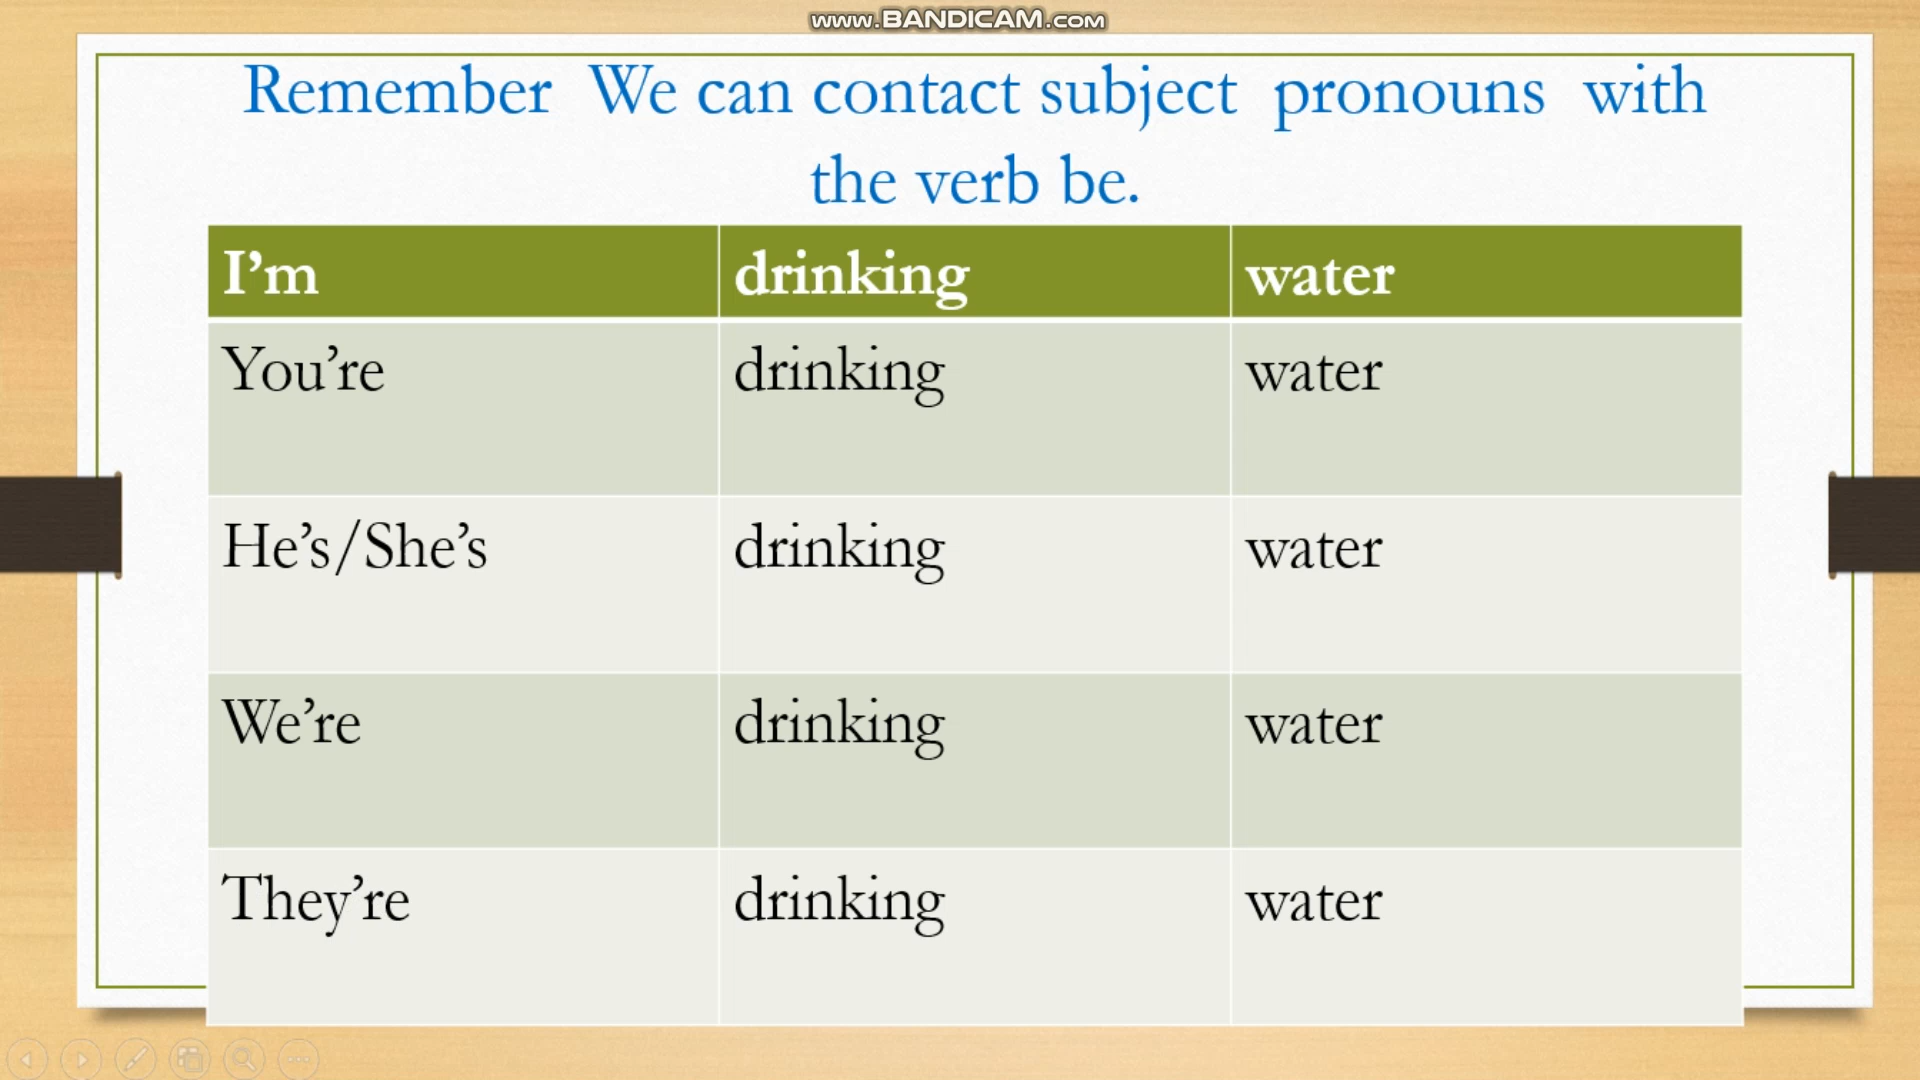 www.BANDICAM.com
Remember We can contact subject pronouns with
the verb be.
I’m drinking water
You’re drinking water
He’s/She’s drinking water
We’re drinking water
They’re drinking water